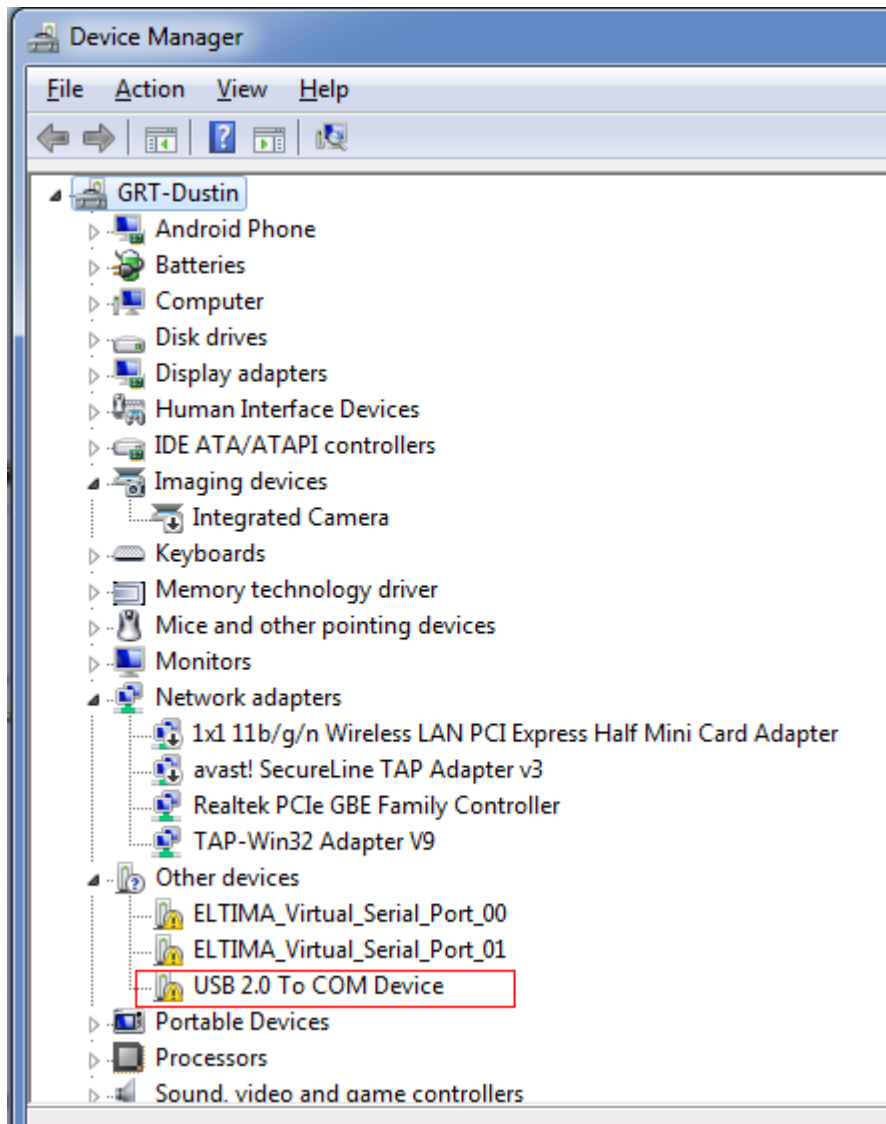 Device Manager
File Action View Help
GRT-Dustin
Android Phone
Batteries
Computer
Disk drives
Display adapters
Human Interface Devices
IDE ATA/ATAPI controllers
Imaging devices
Integrated Camera
Keyboards
Memory technology driver
Mice and other pointing devices
Monitors
Network adapters
1x1 11b/g/n Wireless LAN PCI Express Half Mini Card Adapter
avast! SecureLine TAP Adapter v3
Realtek PCIe GBE Family Controller
TAP-Win32 Adapter V9
Other devices
ELTIMA_Virtual_Serial_Port_00
ELTIMA_Virtual_Serial_Port_01
USB 2.0 To COM Device
Portable Devices
Processors
Sound, video and game controllers